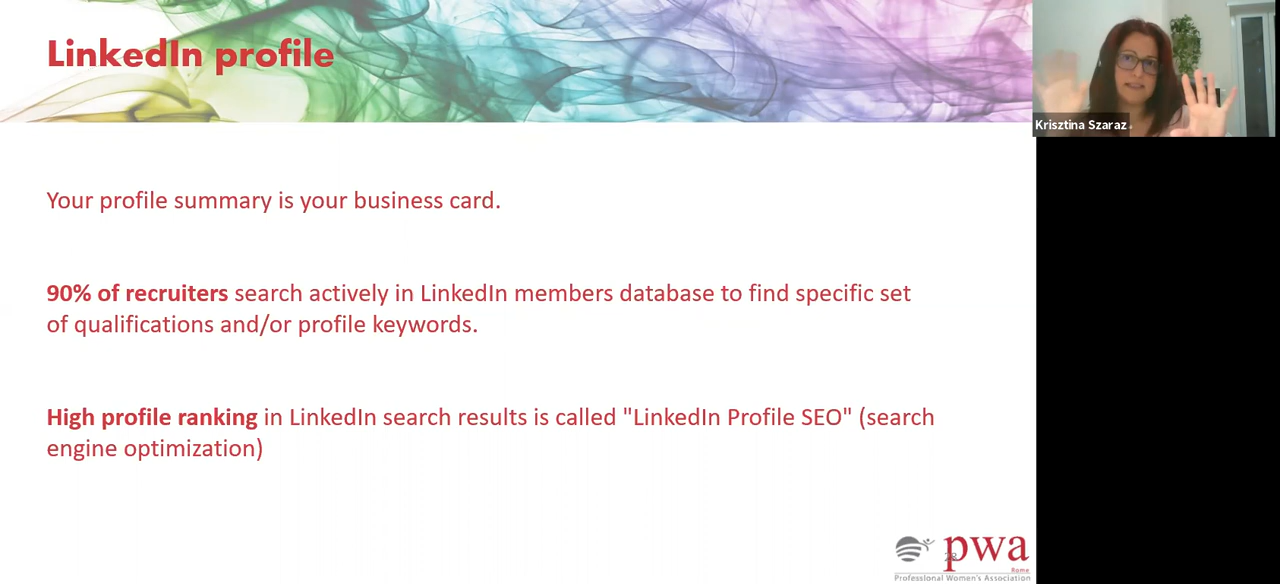 LinkedIn profile
Krisztina Szaraz
Your profile summary is your business card.
90% of recruiters search actively in LinkedIn members database to find specific set
of qualifications and/or profile keywords.
High profile ranking in LinkedIn search results is called "LinkedIn Profile SEO" (search
engine optimization)
pwa
Rome
Professional Women's Association